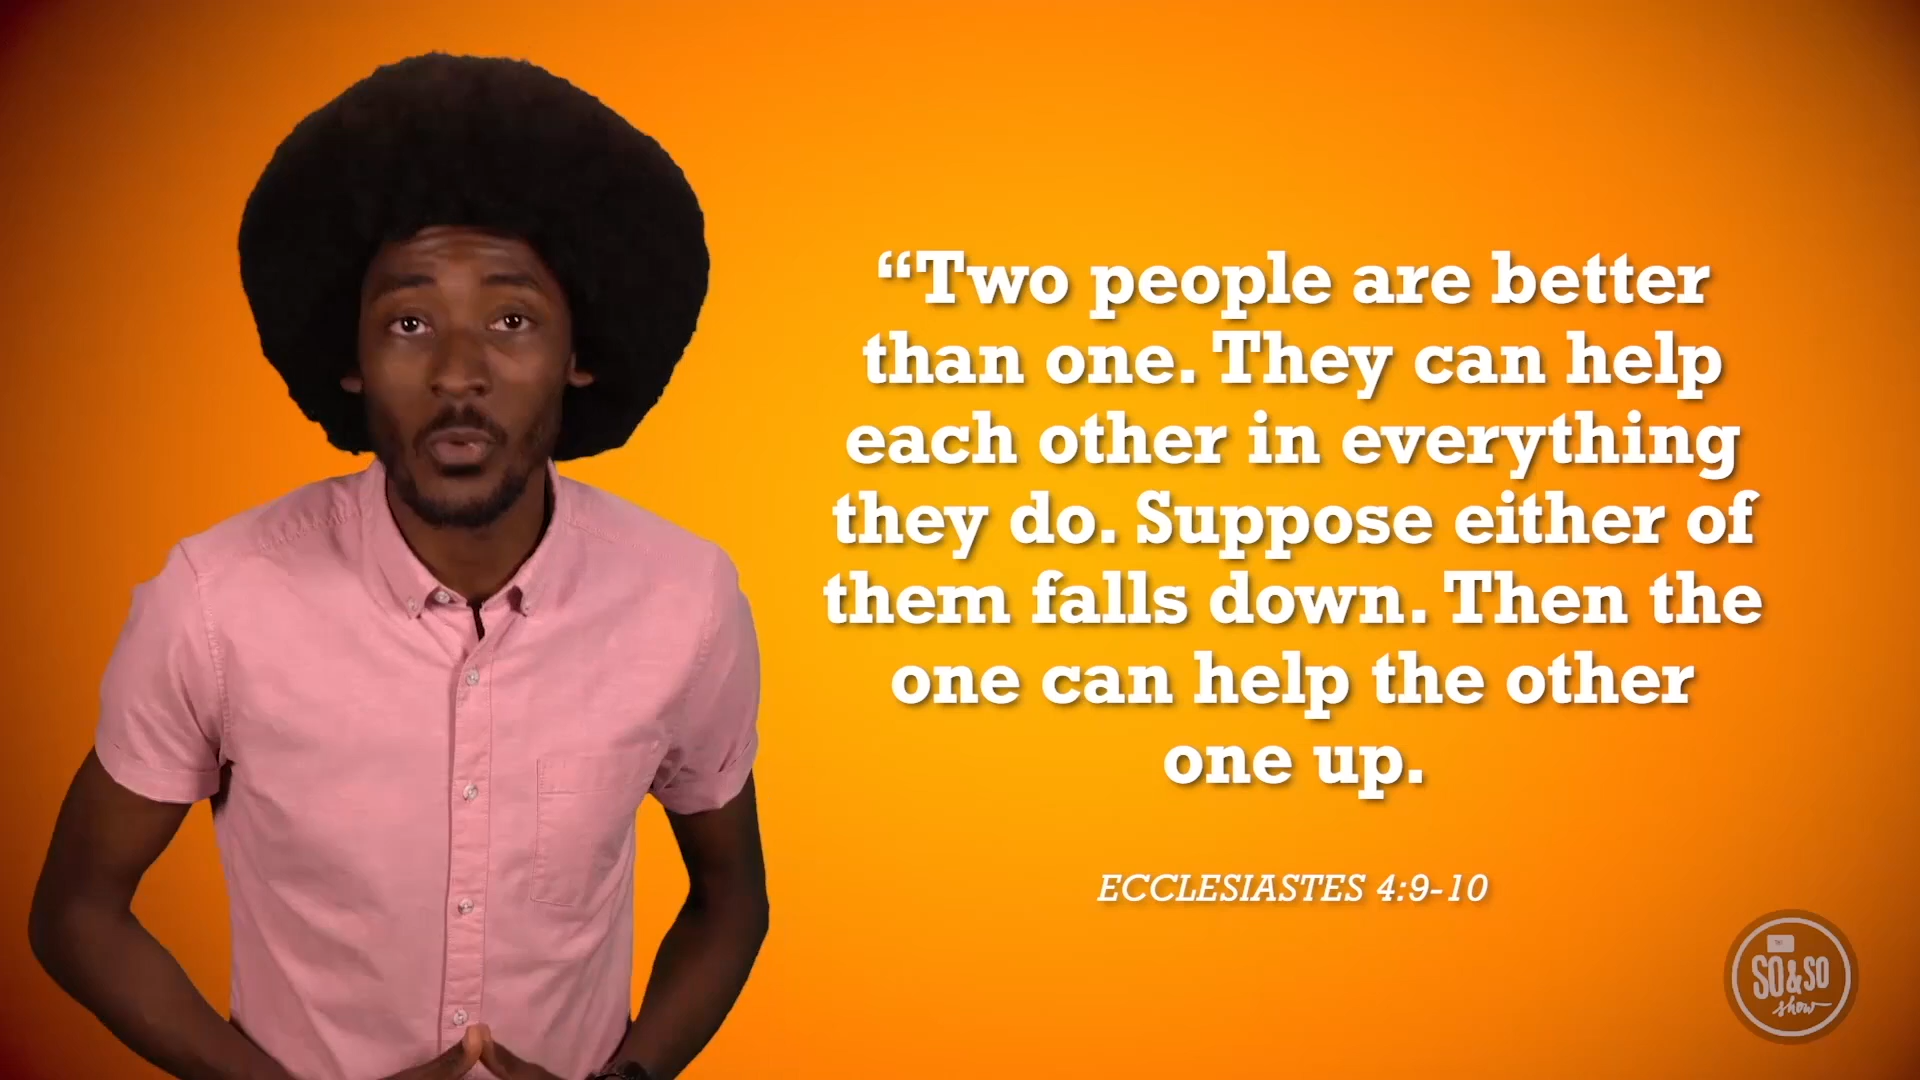 “Two people are better
than one. They can help
each other in everything
they do. Suppose either of
them falls down. Then the
one can help the other
one up.
ECCLESIASTES 4:9-10
SO & SO
show